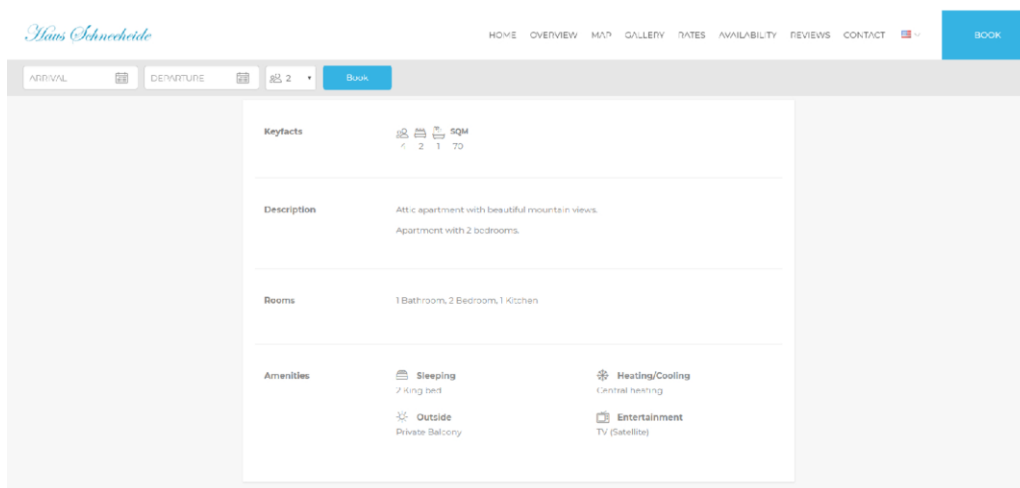 Haus Schneeheide
HOME OVERVIEW MAP GALLERY RATES AVAILABILITY REVIEWS CONTACT BOOK
ARRIVAL DEPARTURE 2 Book
Keyfacts SQM
2 1 70
Description Attic apartment with beautiful mountain views.
Apartment with 2 bedrooms.
Rooms 1 Bathroom, 2 Bedroom, 1 Kitchen
Amenities Sleeping Heating/Cooling
2 King bed Central heating
Outside Entertainment
Private Balcony TV (Satellite)